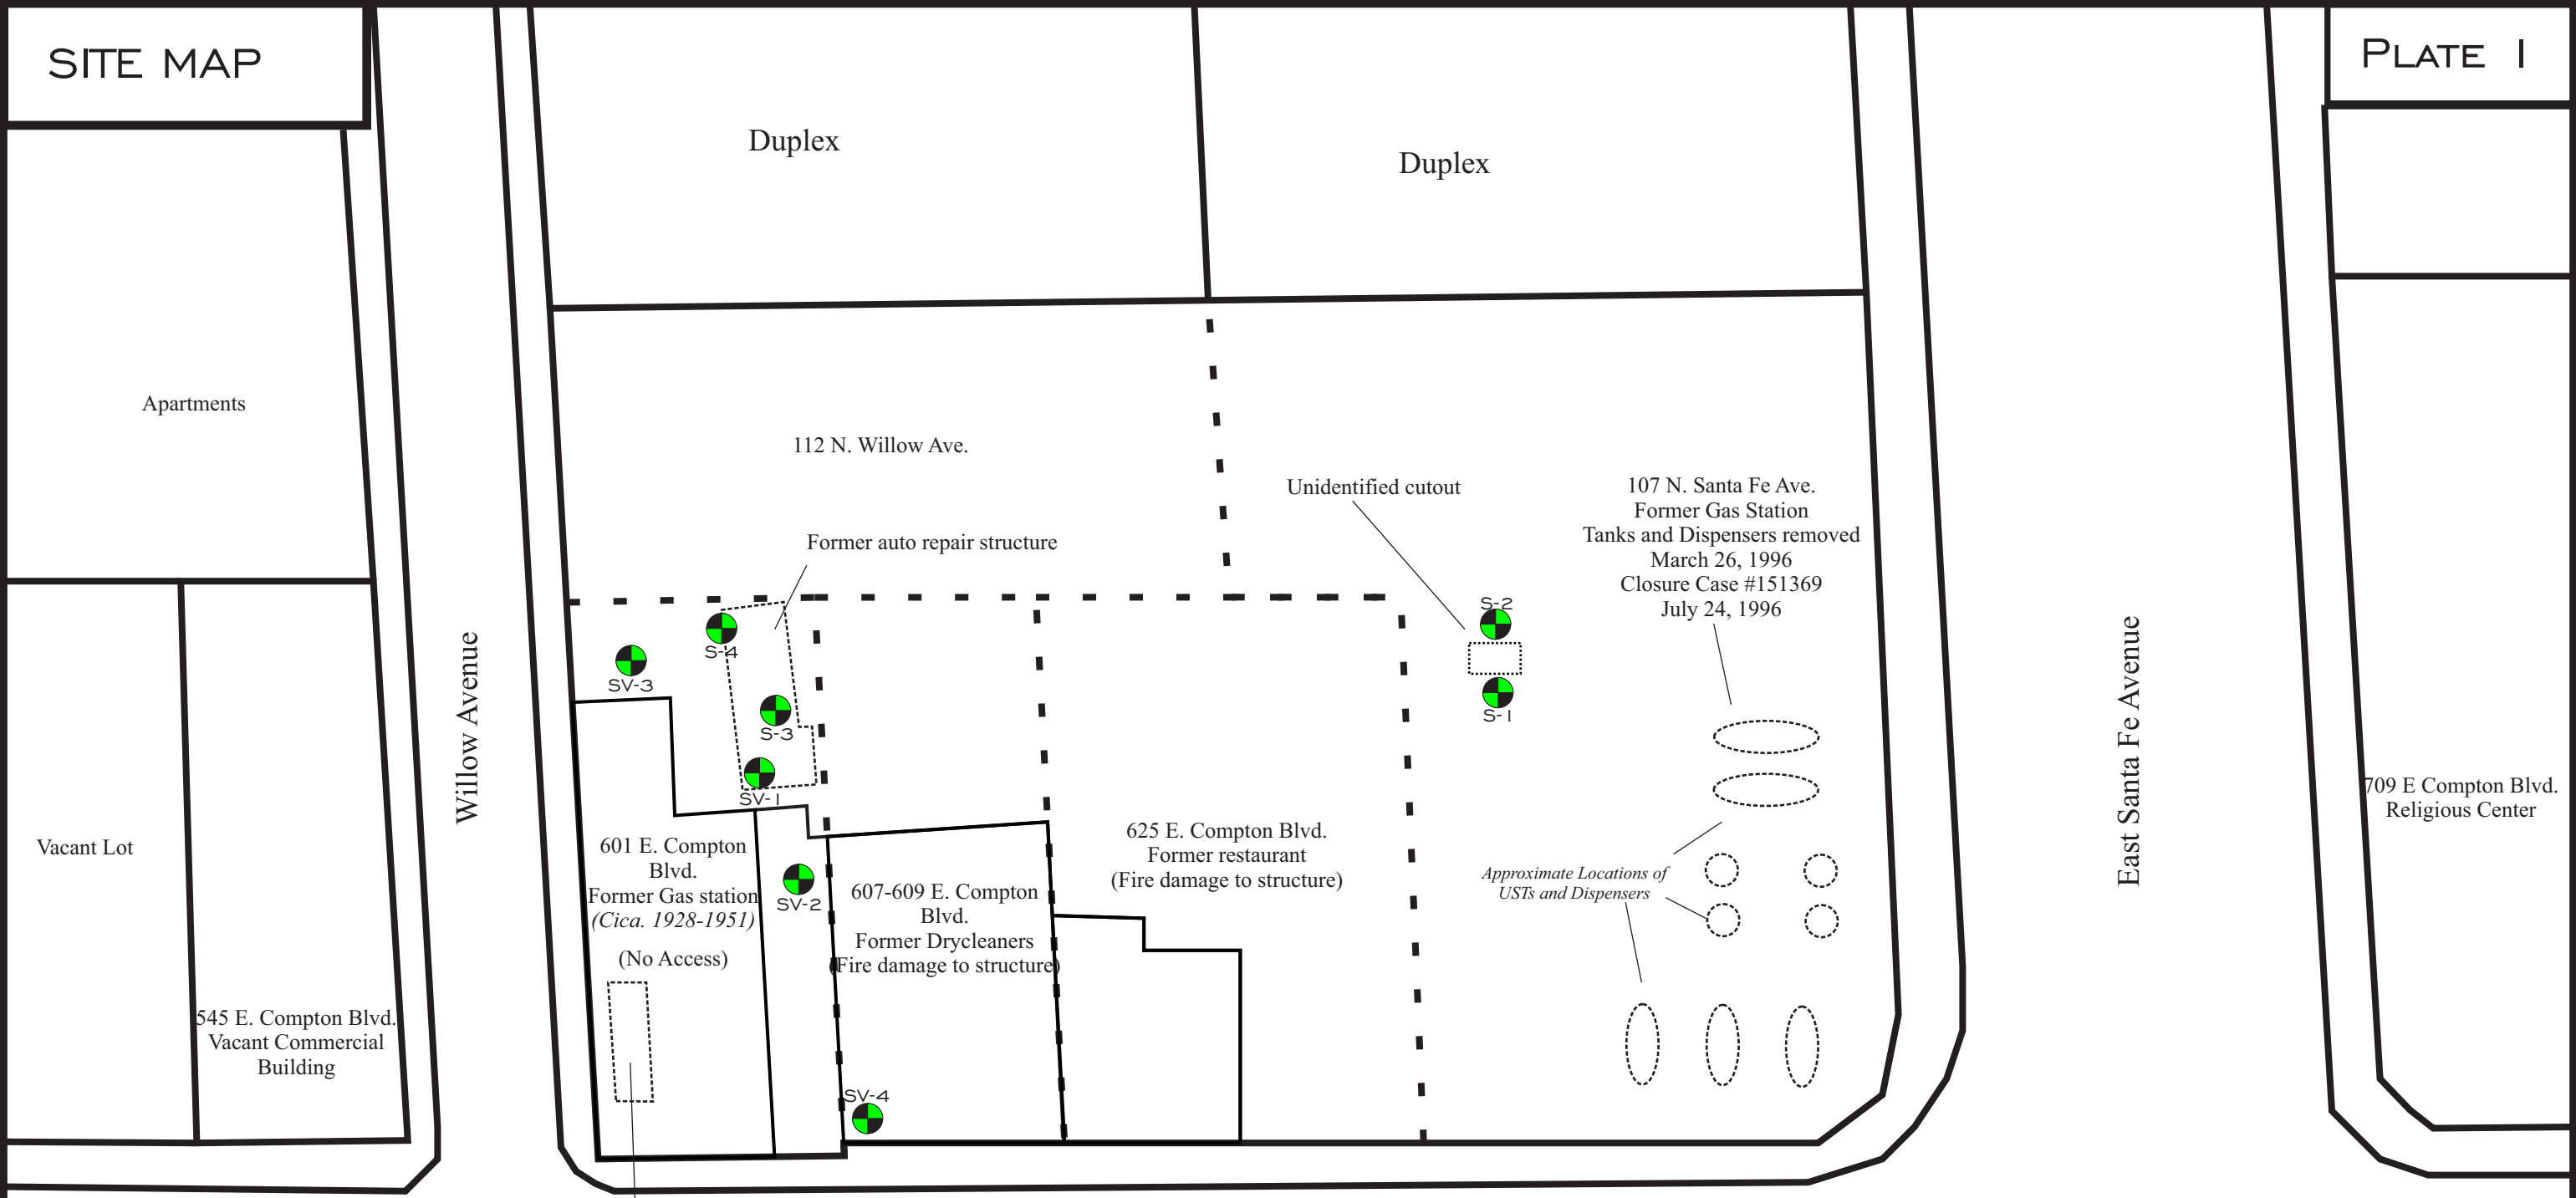 SITE MAP
PLATE 1
Duplex
Duplex
Apartments
112 N. Willow Ave.
Unidentified cutout
107 N. Santa Fe Ave.
Former Gas Station
Tanks and Dispensers removed
March 26, 1996
Closure Case #151369
July 24, 1996
Former auto repair structure
S-2
S-4
SV-3
S-1
S-3
SV-1
Willow Avenue
East Santa Fe Avenue
709 E Compton Blvd.
Religious Center
Vacant Lot
601 E. Compton
Blvd.
Former Gas station
(Cica. 1928-1951)
(No Access)
SV-2
607-609 E. Compton
Blvd.
Former Drycleaners
(Fire damage to structure)
625 E. Compton Blvd.
Former restaurant
(Fire damage to structure)
Approximate Locations of
USTs and Dispensers
545 E. Compton Blvd.
Vacant Commercial
Building
SV-4